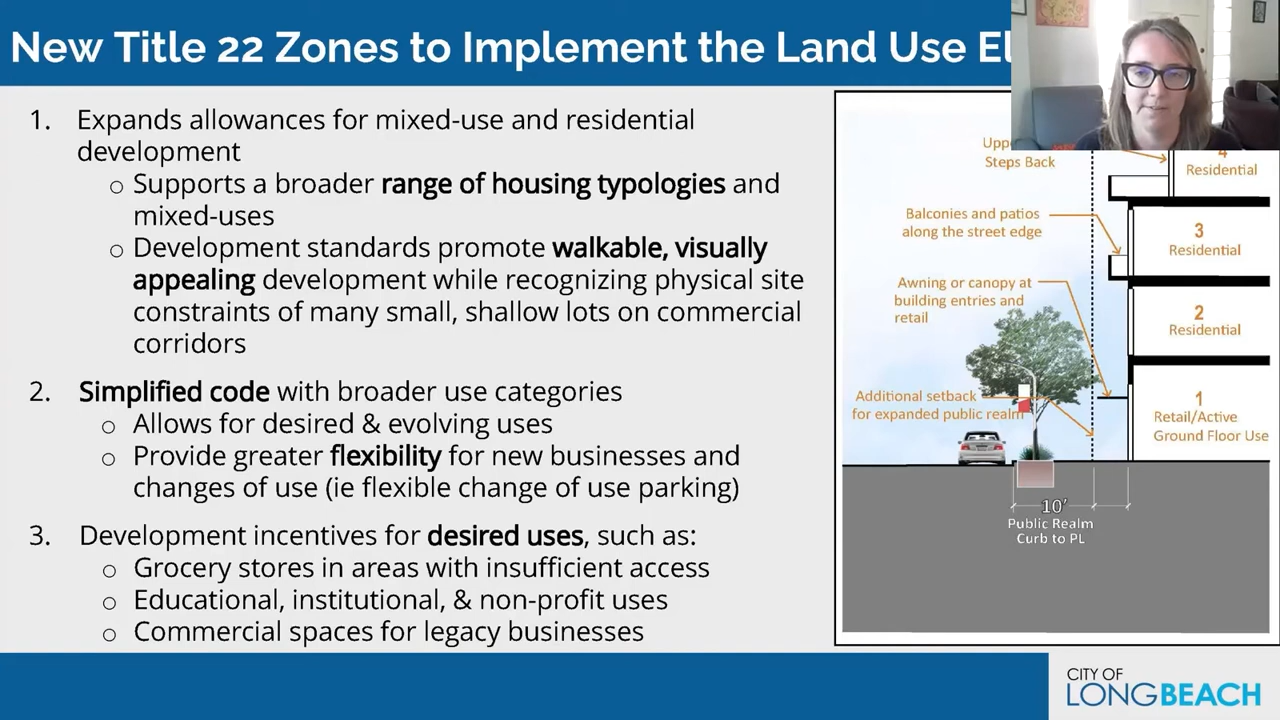 New Title 22 Zones to Implement the Land Use
1. Expands allowances for mixed-use and residential
development
○ Supports a broader range of housing typologies and
mixed-uses
○ Development standards promote walkable, visually
appealing development while recognizing physical site
constraints of many small, shallow lots on commercial
corridors
2. Simplified code with broader use categories
○ Allows for desired & evolving uses
○ Provide greater flexibility for new businesses and
changes of use (ie flexible change of use parking)
3. Development incentives for desired uses, such as:
○ Grocery stores in areas with insufficient access
○ Educational, institutional, & non-profit uses
○ Commercial spaces for legacy businesses
Steps Back
4
Residential
Balconies and patios
along the street edge
3
Residential
Awning or canopy at
building entries and
retail
2
Residential
Additional setback
for expanded public realm
1
Retail/Active
Ground Floor Use
10'
Public Realm
Curb to PL
CITY OF
LONGBEACH